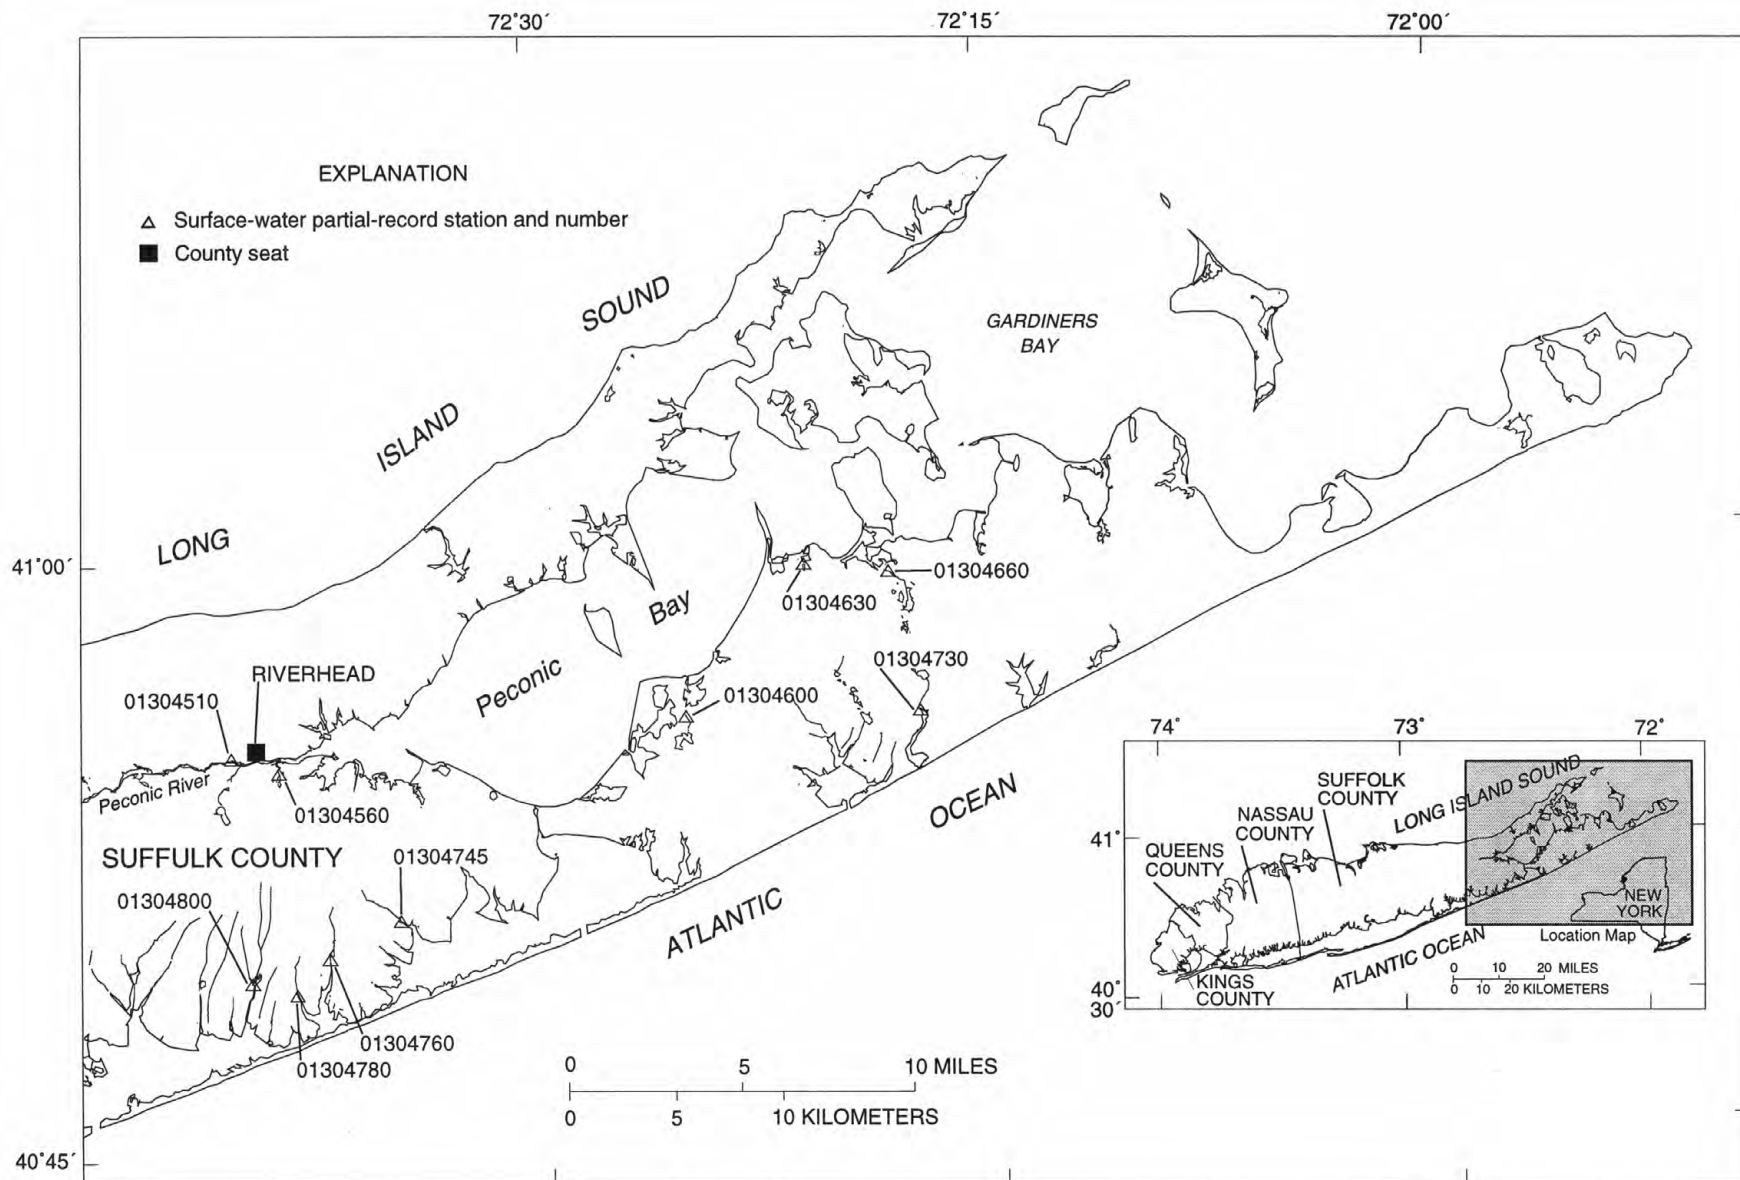 72°30´
72°15´
72°00´
EXPLANATION
Surface-water partial-record station and number
County seat
LONG
ISLAND
SOUND
GARDINERS
BAY
41°00´
01304660
01304630
Bay
Peconic
01304730
RIVERHEAD
01304510
01304600
Peconic River
01304560
SUFFULK COUNTY
01304745
01304800
OCEAN
ATLANTIC
01304760
01304780
0 5 10 MILES
0 5 10 KILOMETERS
40°45´
74°
73°
72°
SUFFOLK
COUNTY
NASSAU
COUNTY
QUEENS
COUNTY
LONG ISLAND SOUND
41°
NEW
YORK
Location Map
ATLANTIC OCEAN
KINGS
COUNTY
0 10 20 MILES
0 10 20 KILOMETERS
40°
30´